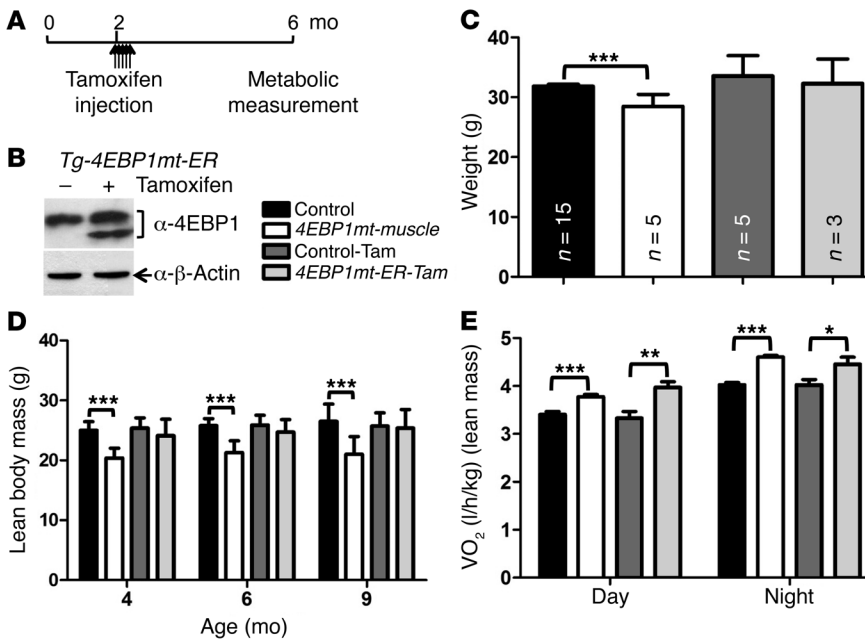 A
0 2 6 mo
Tamoxifen injection
Metabolic measurement
B
Tg-4EBP1mt-ER
– + Tamoxifen
α-4EBP1
α-β-Actin
Control
4EBP1mt-muscle
Control-Tam
4EBP1mt-ER-Tam
C
Weight (g)
40
30
20
10
0
***
n = 15
n = 5
n = 5
n = 3
D
Lean body mass (g)
40
30
20
10
0
***
***
***
4 6 9
Age (mo)
E
VO₂ (l/h/kg) (lean mass)
5
4
3
2
1
0
***
**
***
*
Day Night